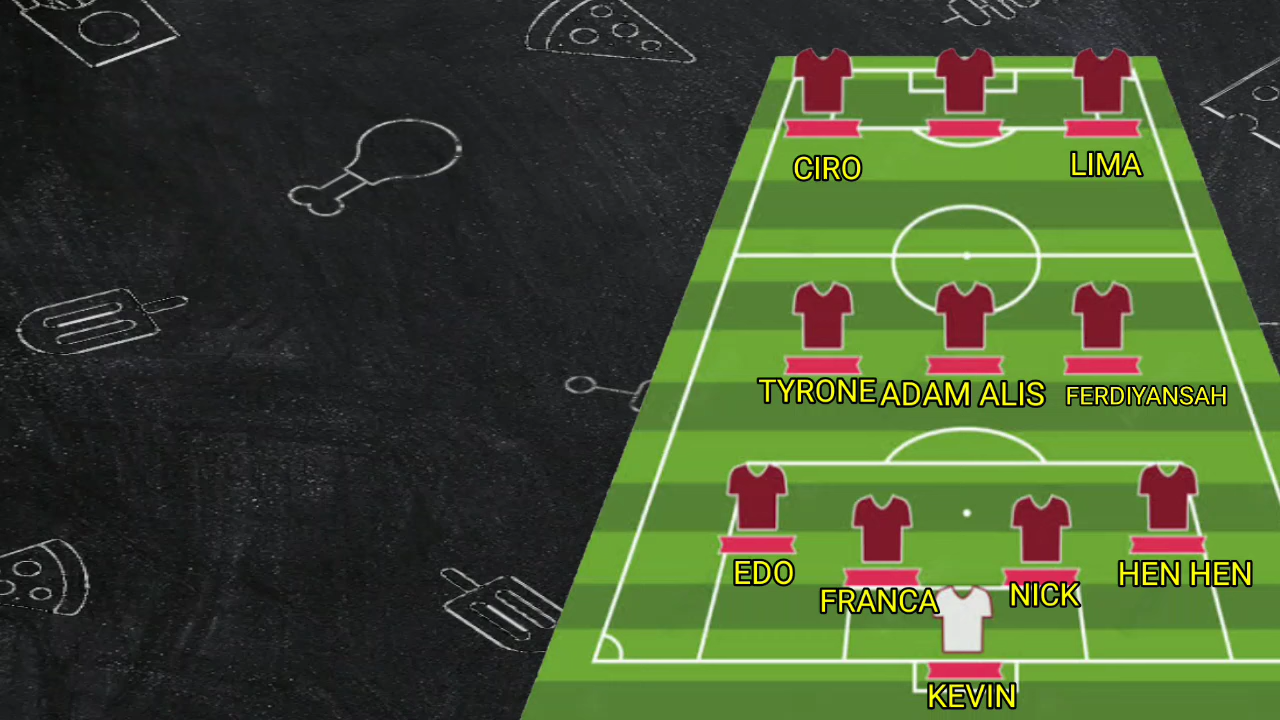 CIRO
LIMA
TYRONE
ADAM ALIS
FERDIYANSAH
EDO
FRANCA
NICK
HEN HEN
KEVIN